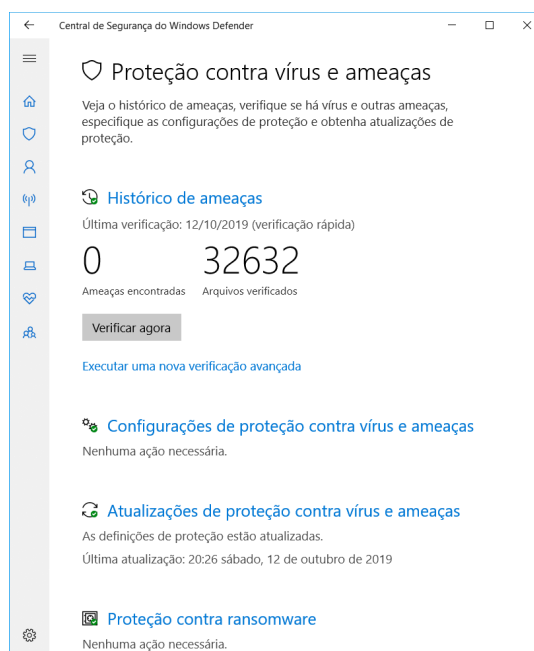 Central de Segurança do Windows Defender
Proteção contra vírus e ameaças
Veja o histórico de ameaças, verifique se há vírus e outras ameaças,
especifique as configurações de proteção e obtenha atualizações de
proteção.
Histórico de ameaças
Última verificação: 12/10/2019 (verificação rápida)
0 32632
Ameaças encontradas Arquivos verificados
Verificar agora
Executar uma nova verificação avançada
Configurações de proteção contra vírus e ameaças
Nenhuma ação necessária.
Atualizações de proteção contra vírus e ameaças
As definições de proteção estão atualizadas.
Última atualização: 20:26 sábado, 12 de outubro de 2019
Proteção contra ransomware
Nenhuma ação necessária.